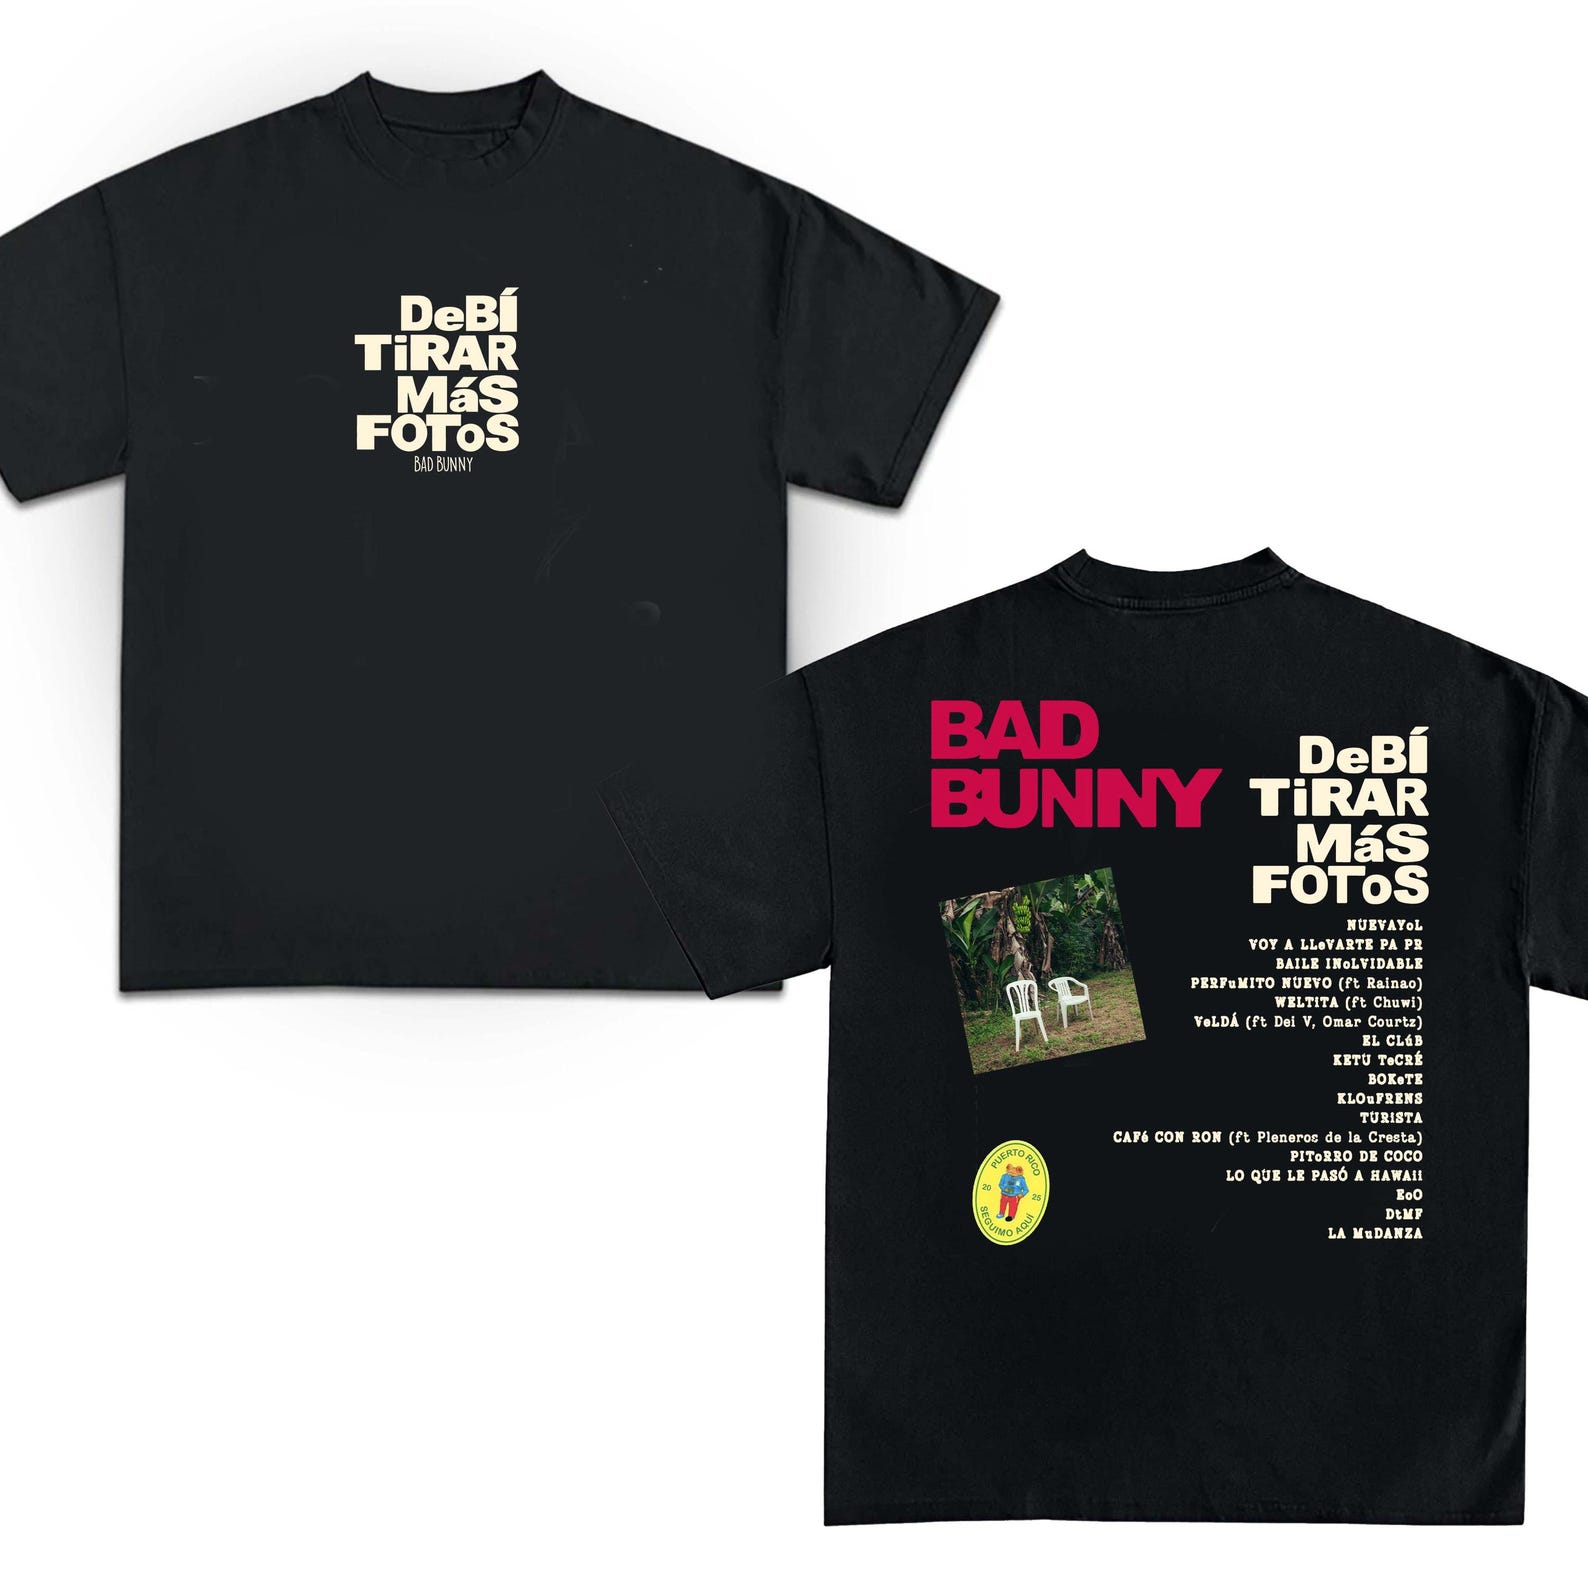 DeBÍ
TiRAR
MáS
FOToS
BAD BUNNY
BAD
BUNNY
DeBÍ
TiRAR
MáS
FOToS
NUEVAYoL
VOY A LLeVARTE PA PR
BAILE INoLVIDABLE
PERFuMITO NUEVO (ft Rainao)
WELTiTA (ft Chuwi)
VeLDÁ (ft Dei V, Omar Courtz)
EL CLúB
KETU TeCRÉ
BOKeTE
KLOuFRENS
TURiSTA
CAFé CON RON (ft Pleneros de la Cresta)
PIToRRO DE COCO
LO QUE LE PASÓ A HAWAii
EoO
DtMF
LA MuDANZA
PUERTO RICO
20 25
SEGUIMO AQUÍ